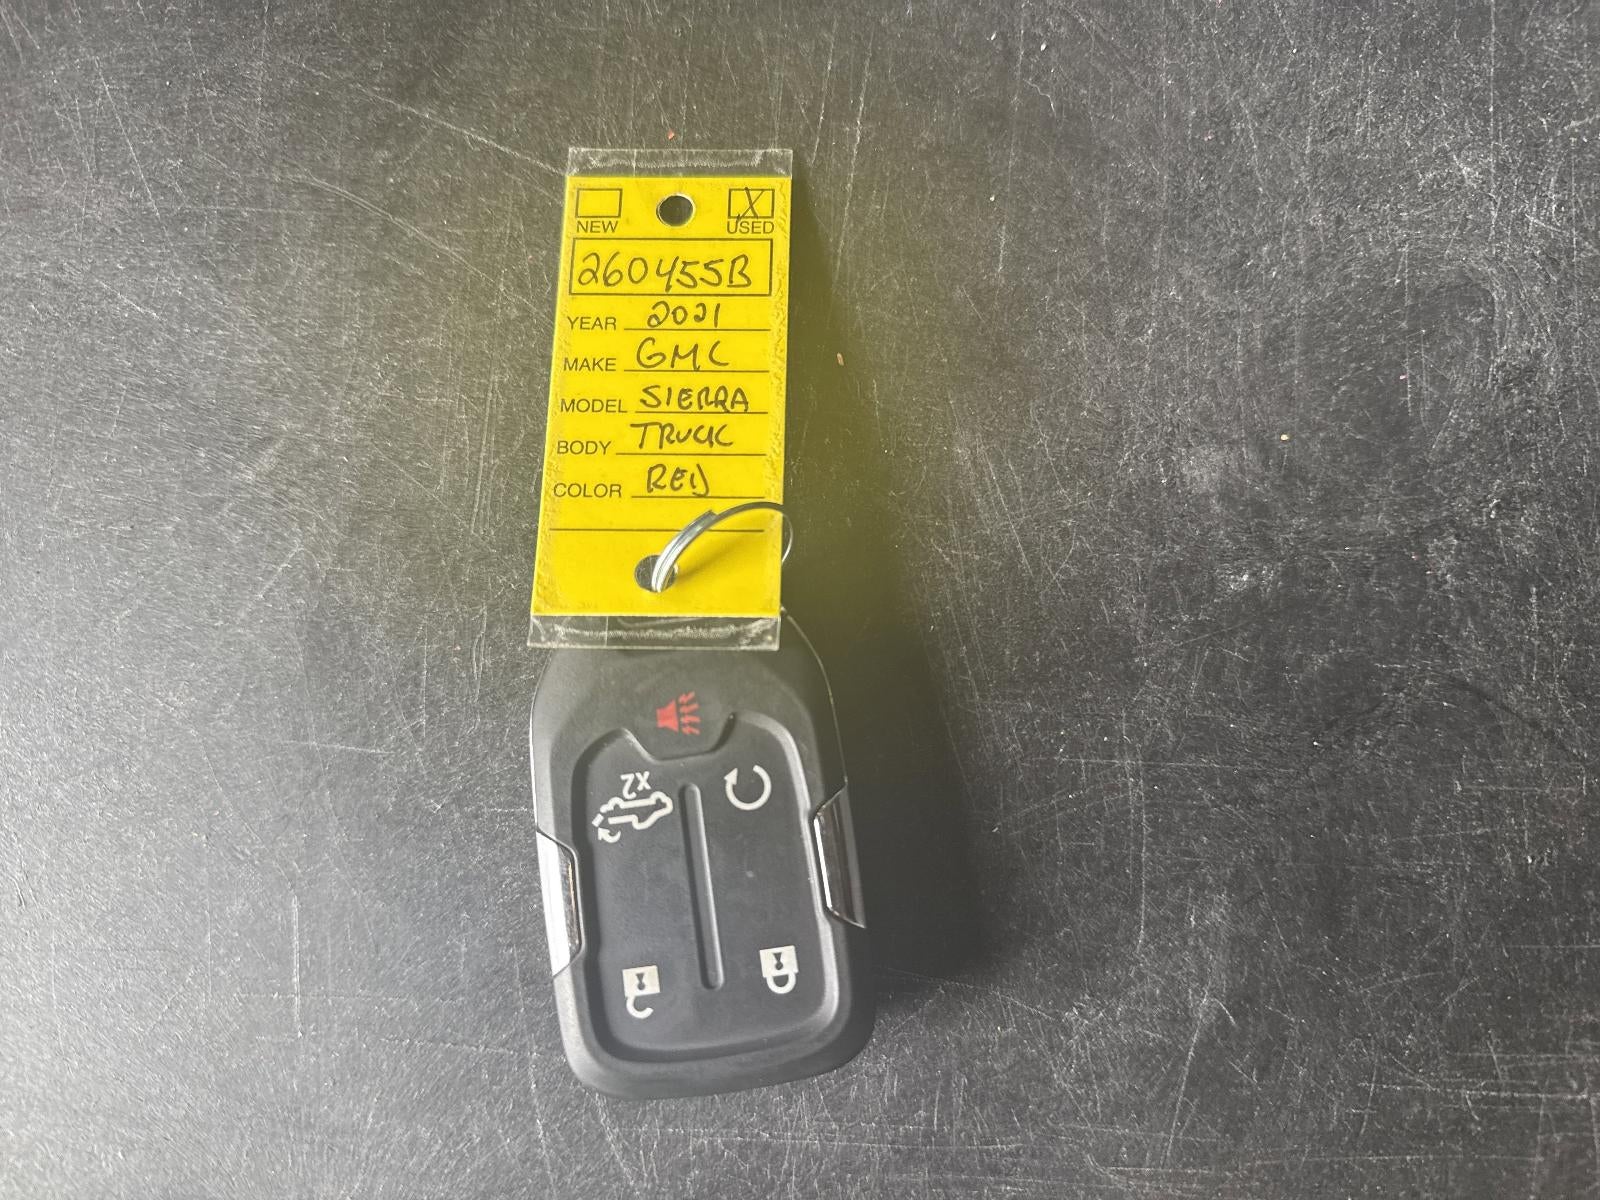 NEW X USED
260455B
YEAR 2021
MAKE GMC
MODEL SIERRA
BODY TRUCK
COLOR RED
X2